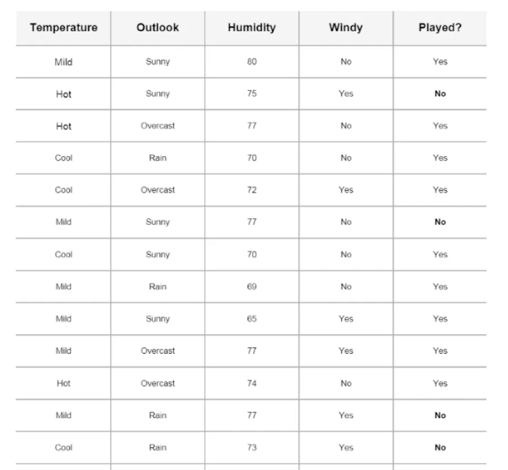 Temperature Outlook Humidity Windy Played?
Mild Sunny 80 No Yes
Hot Sunny 75 Yes No
Hot Overcast 77 No Yes
Cool Rain 70 No Yes
Cool Overcast 72 Yes Yes
Mild Sunny 77 No No
Cool Sunny 70 No Yes
Mild Rain 69 No Yes
Mild Sunny 65 Yes Yes
Mild Overcast 77 Yes Yes
Hot Overcast 74 No Yes
Mild Rain 77 Yes No
Cool Rain 73 Yes No